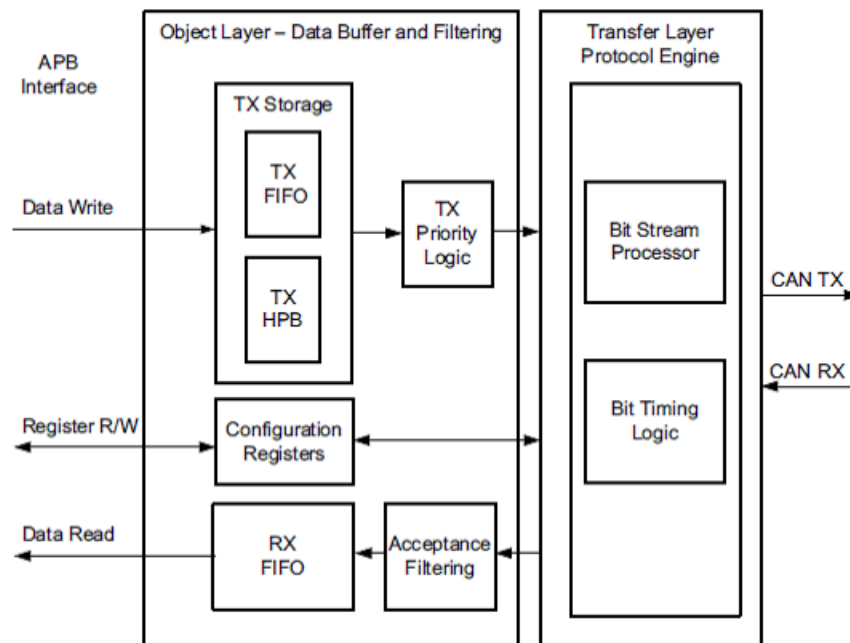 Object Layer – Data Buffer and Filtering
Transfer Layer
Protocol Engine
APB
Interface
TX Storage
TX
FIFO
Data Write
TX
Priority
Logic
Bit Stream
Processor
TX
HPB
CAN TX
CAN RX
Register R/W
Configuration
Registers
Bit Timing
Logic
Data Read
RX
FIFO
Acceptance
Filtering